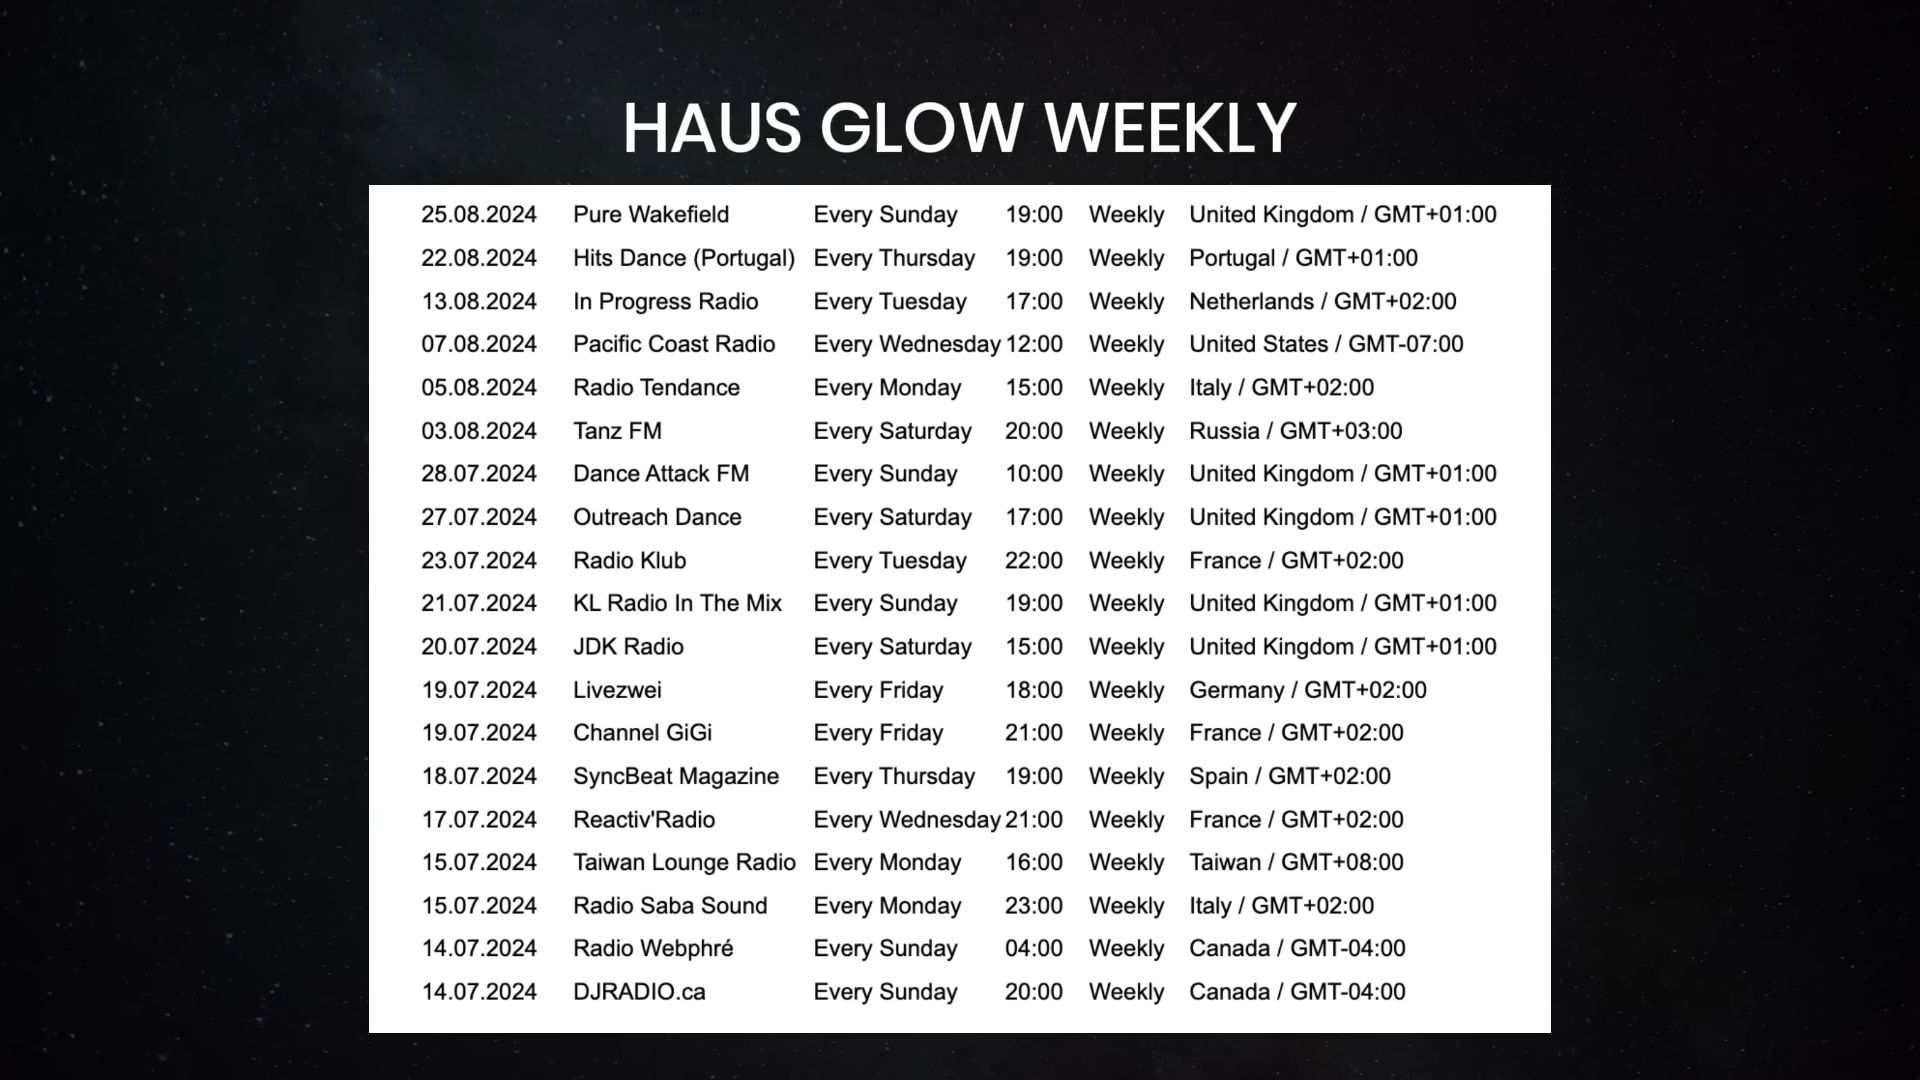 HAUS GLOW WEEKLY
25.08.2024 Pure Wakefield Every Sunday 19:00 Weekly United Kingdom / GMT+01:00
22.08.2024 Hits Dance (Portugal) Every Thursday 19:00 Weekly Portugal / GMT+01:00
13.08.2024 In Progress Radio Every Tuesday 17:00 Weekly Netherlands / GMT+02:00
07.08.2024 Pacific Coast Radio Every Wednesday 12:00 Weekly United States / GMT-07:00
05.08.2024 Radio Tendance Every Monday 15:00 Weekly Italy / GMT+02:00
03.08.2024 Tanz FM Every Saturday 20:00 Weekly Russia / GMT+03:00
28.07.2024 Dance Attack FM Every Sunday 10:00 Weekly United Kingdom / GMT+01:00
27.07.2024 Outreach Dance Every Saturday 17:00 Weekly United Kingdom / GMT+01:00
23.07.2024 Radio Klub Every Tuesday 22:00 Weekly France / GMT+02:00
21.07.2024 KL Radio In The Mix Every Sunday 19:00 Weekly United Kingdom / GMT+01:00
20.07.2024 JDK Radio Every Saturday 15:00 Weekly United Kingdom / GMT+01:00
19.07.2024 Livezwei Every Friday 18:00 Weekly Germany / GMT+02:00
19.07.2024 Channel GiGi Every Friday 21:00 Weekly France / GMT+02:00
18.07.2024 SyncBeat Magazine Every Thursday 19:00 Weekly Spain / GMT+02:00
17.07.2024 Reactiv'Radio Every Wednesday 21:00 Weekly France / GMT+02:00
15.07.2024 Taiwan Lounge Radio Every Monday 16:00 Weekly Taiwan / GMT+08:00
15.07.2024 Radio Saba Sound Every Monday 23:00 Weekly Italy / GMT+02:00
14.07.2024 Radio Webphré Every Sunday 04:00 Weekly Canada / GMT-04:00
14.07.2024 DJRADIO.ca Every Sunday 20:00 Weekly Canada / GMT-04:00